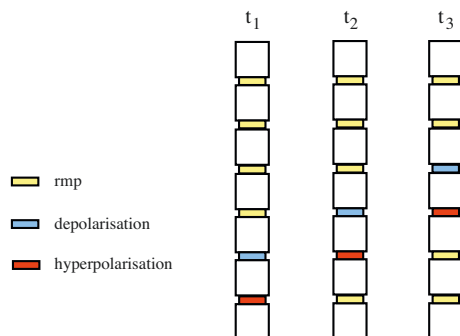 t1 t2 t3
rmp
depolarisation
hyperpolarisation